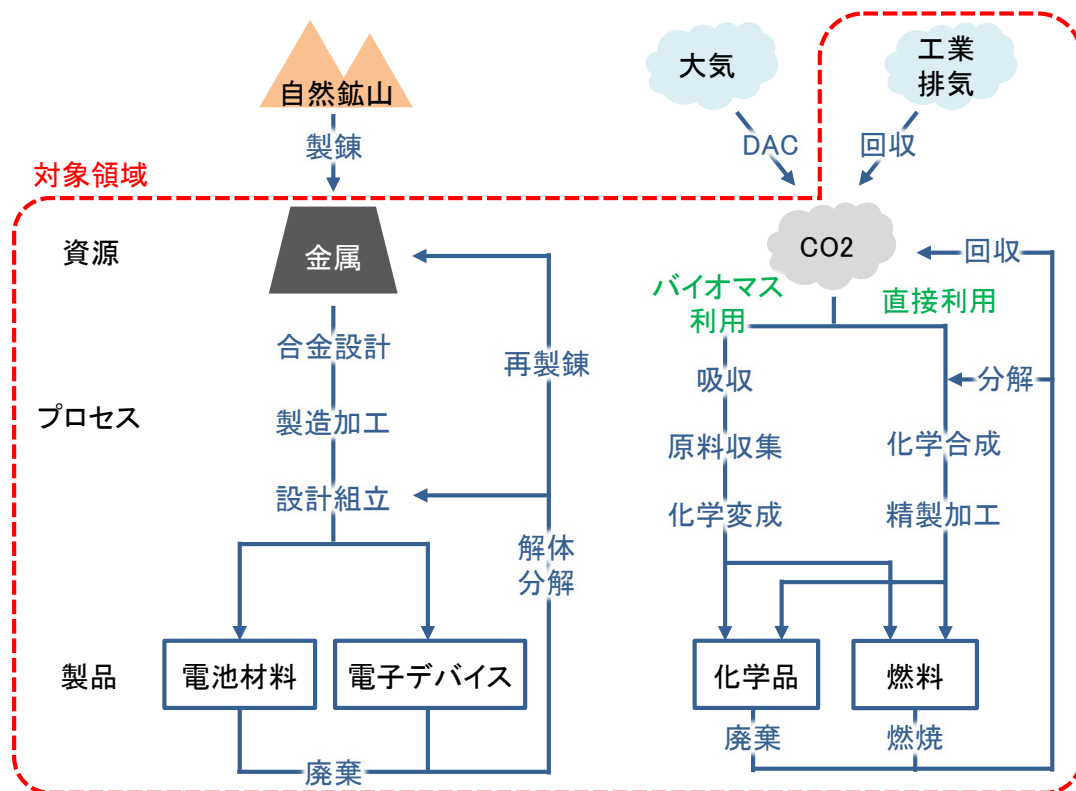 自然鉱山
大気
工業
排気
製錬
DAC
回収
対象領域
資源
金属
CO2
回収
バイオマス
利用
直接利用
合金設計
再製錬
吸収
分解
プロセス
製造加工
原料収集
化学合成
設計組立
化学変成
精製加工
解体
分解
製品
電池材料
電子デバイス
化学品
燃料
廃棄
廃棄
燃焼